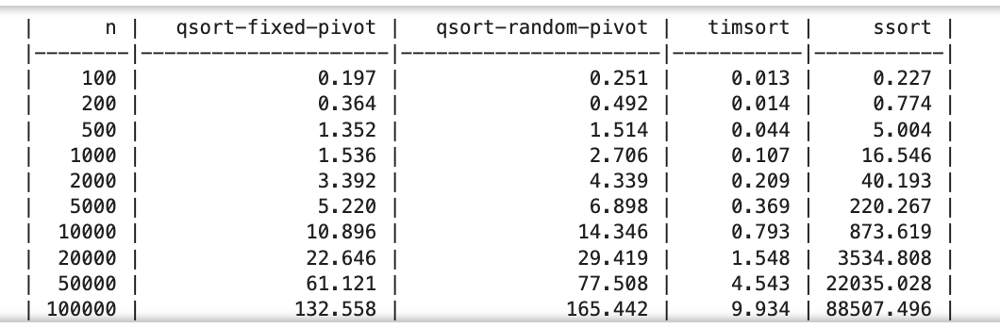 | n | qsort-fixed-pivot | qsort-random-pivot | timsort | ssort |
|--------|----------------------|----------------------|-----------|-----------|
| 100 | 0.197 | 0.251 | 0.013 | 0.227 |
| 200 | 0.364 | 0.492 | 0.014 | 0.774 |
| 500 | 1.352 | 1.514 | 0.044 | 5.004 |
| 1000 | 1.536 | 2.706 | 0.107 | 16.546 |
| 2000 | 3.392 | 4.339 | 0.209 | 40.193 |
| 5000 | 5.220 | 6.898 | 0.369 | 220.267 |
| 10000 | 10.896 | 14.346 | 0.793 | 873.619 |
| 20000 | 22.646 | 29.419 | 1.548 | 3534.808 |
| 50000 | 61.121 | 77.508 | 4.543 | 22035.028 |
| 100000 | 132.558 | 165.442 | 9.934 | 88507.496 |